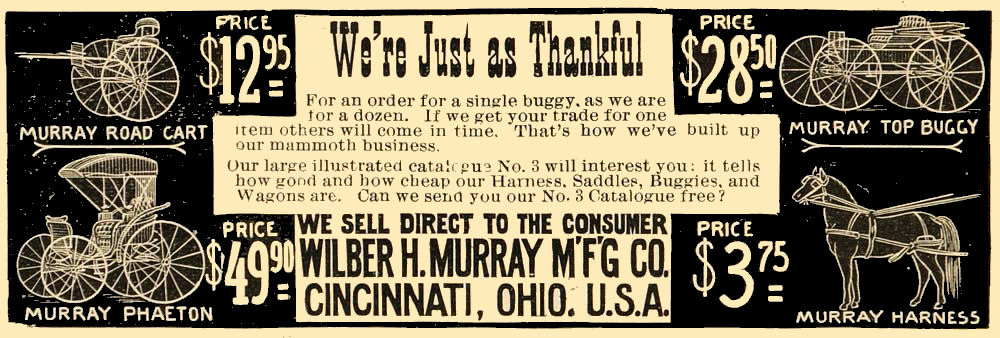 PRICE
$12.95
MURRAY ROAD CART
PRICE
$49.90
MURRAY PHAETON
We're Just as Thankful
For an order for a single buggy, as we are
for a dozen. If we get your trade for one
item others will come in time. That's how we've built up
our mammoth business.
Our large illustrated catalogue No. 3 will interest you: it tells
how good and how cheap our Harness, Saddles, Buggies, and
Wagons are. Can we send you our No. 3 Catalogue free?
WE SELL DIRECT TO THE CONSUMER
WILBER H. MURRAY M'F'G CO.
CINCINNATI, OHIO. U.S.A.
PRICE
$28.50
MURRAY TOP BUGGY
PRICE
$3.75
MURRAY HARNESS